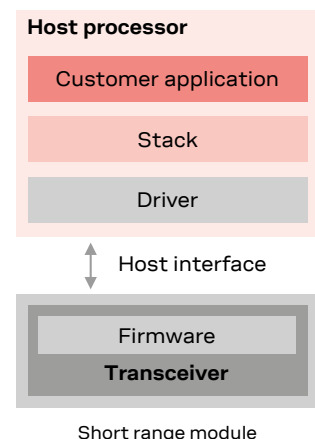 Host processor
Customer application
Stack
Driver
Host interface
Firmware
Transceiver
Short range module